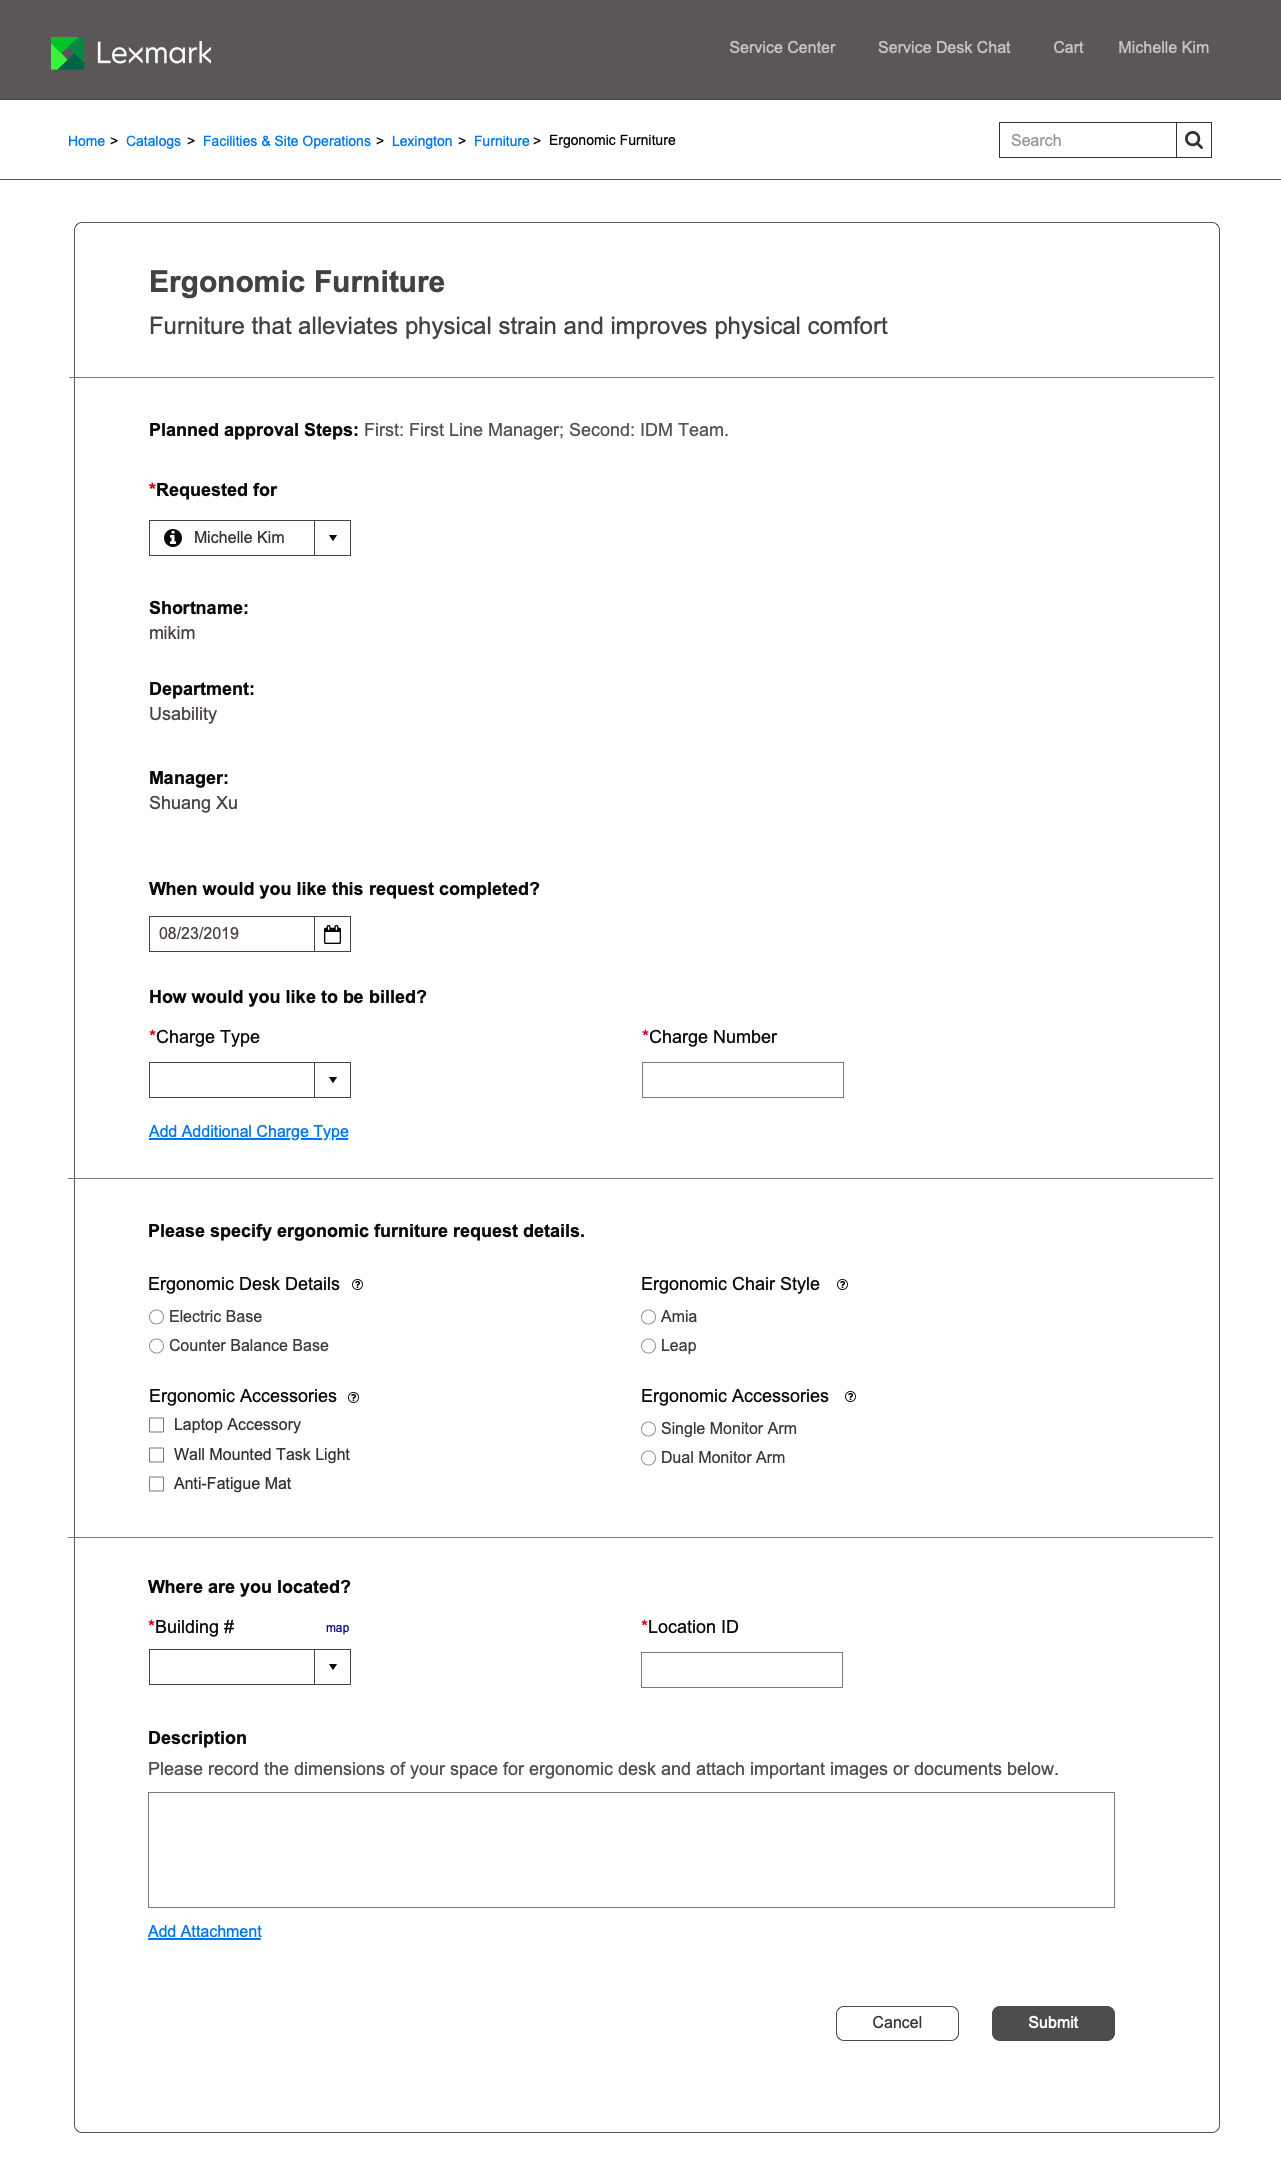 Lexmark
Service Center Service Desk Chat Cart Michelle Kim
Home > Catalogs > Facilities & Site Operations > Lexington > Furniture > Ergonomic Furniture
Search
Ergonomic Furniture
Furniture that alleviates physical strain and improves physical comfort
Planned approval Steps: First: First Line Manager; Second: IDM Team.
*Requested for
Michelle Kim
Shortname:
mikim
Department:
Usability
Manager:
Shuang Xu
When would you like this request completed?
08/23/2019
How would you like to be billed?
*Charge Type *Charge Number
Add Additional Charge Type
Please specify ergonomic furniture request details.
Ergonomic Desk Details ? Ergonomic Chair Style ?
Electric Base Amia
Counter Balance Base Leap
Ergonomic Accessories ? Ergonomic Accessories ?
Laptop Accessory Single Monitor Arm
Wall Mounted Task Light Dual Monitor Arm
Anti-Fatigue Mat
Where are you located?
*Building # map *Location ID
Description
Please record the dimensions of your space for ergonomic desk and attach important images or documents below.
Add Attachment
Cancel Submit